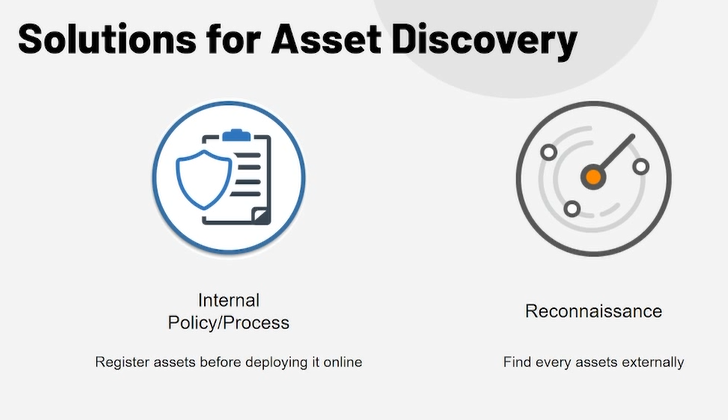 Solutions for Asset Discovery
Internal
Policy/Process
Register assets before deploying it online
Reconnaissance
Find every assets externally